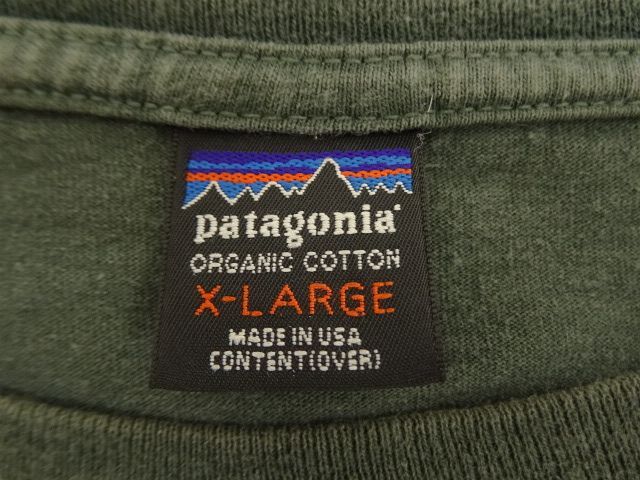 patagonia
ORGANIC COTTON
X-LARGE
MADE IN USA
CONTENT(OVER)